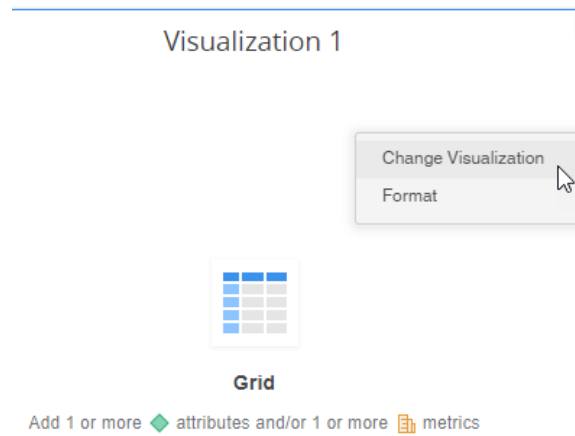 Visualization 1
Change Visualization
Format
Grid
Add 1 or more attributes and/or 1 or more metrics